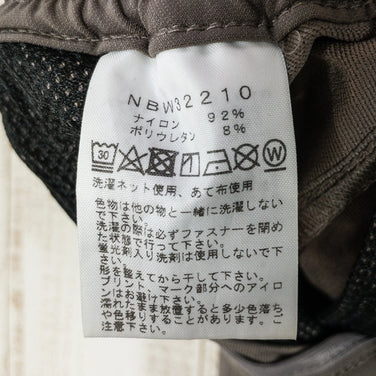 NBW32210
ナイロン 92%
ポリウレタン 8%
30
W
洗濯ネット使用、あて布使用
色物は他の物と一緒に洗濯しない
で下さい。
洗濯の際は必ずファスナーを閉め
た状態で行って下さい。
蛍光剤入り洗剤は使用しないで下
さい。
形を整えてから干して下さい。
プリント、マーク部分へのアイロ
ンはお避け下さい。
濡れたまま放置すると多少色落ち
や色移りすることがあります。ご
注意下さい。